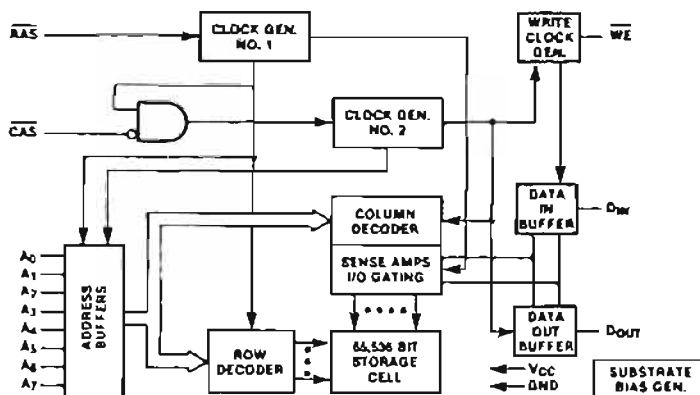 RAS
CLOCK GEN.
NO. 1
WRITE
CLOCK
GEN.
WE
CAS
CLOCK GEN.
NO. 2
COLUMN
DECODER
DATA
IN
BUFFER
DIN
SENSE AMPS
I/O GATING
A0
A1
A2
A3
A4
A5
A6
A7
ADDRESS
BUFFERS
ROW
DECODER
65,536 BIT
STORAGE
CELL
DATA
OUT
BUFFER
DOUT
VCC
GND
SUBSTRATE
BIAS GEN.